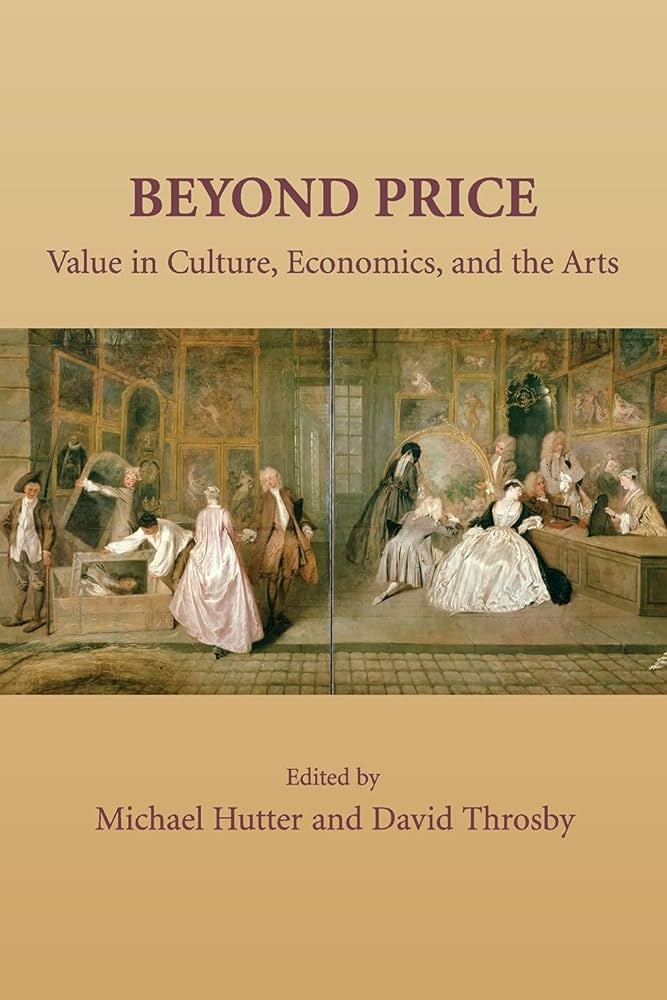 BEYOND PRICE
Value in Culture, Economics, and the Arts
Edited by
Michael Hutter and David Throsby